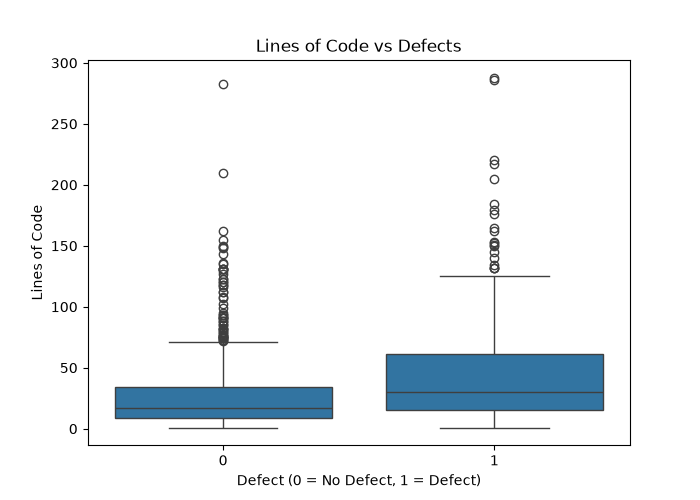 Lines of Code vs Defects
300
250
200
150
100
50
0
Lines of Code
0 1
Defect (0 = No Defect, 1 = Defect)